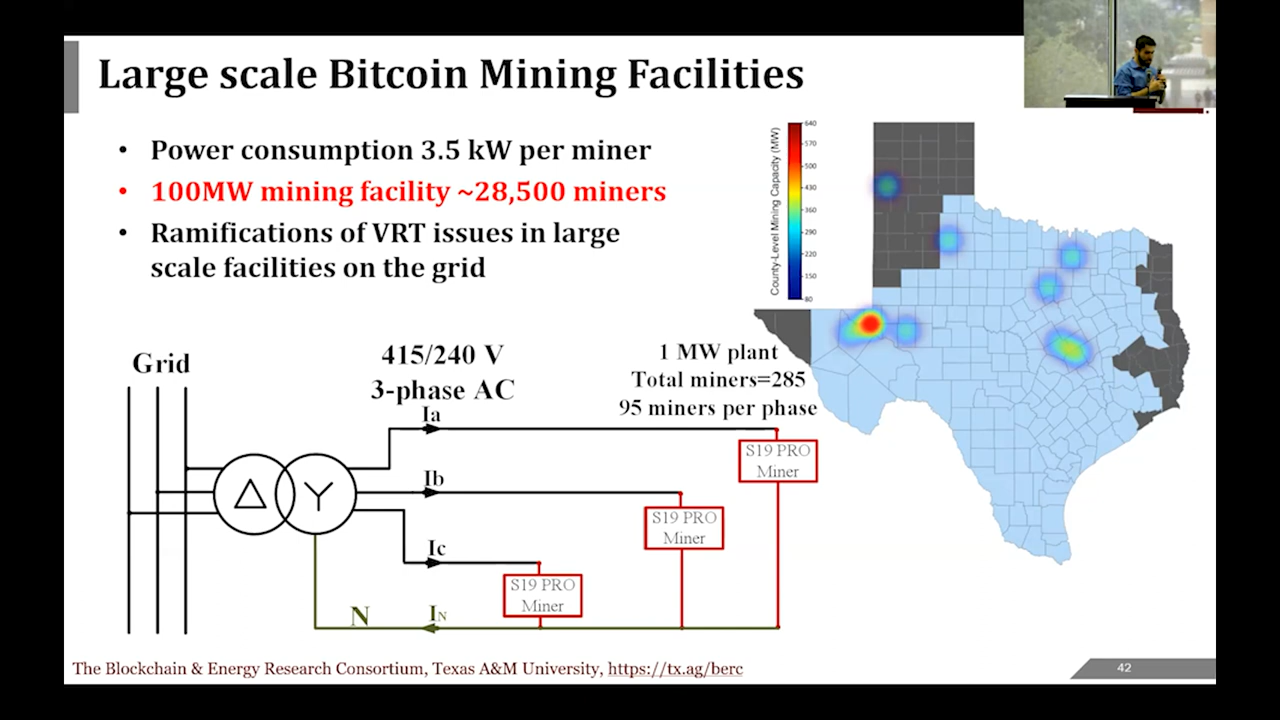 Large scale Bitcoin Mining Facilities
• Power consumption 3.5 kW per miner
• 100MW mining facility ~28,500 miners
• Ramifications of VRT issues in large
scale facilities on the grid
County-Level Mining Capacity (MW)
640
570
500
430
360
290
220
150
80
Grid
415/240 V
3-phase AC
1 MW plant
Total miners=285
95 miners per phase
Ia
S19 PRO
Miner
Ib
S19 PRO
Miner
Ic
S19 PRO
Miner
N
IN
The Blockchain & Energy Research Consortium, Texas A&M University, https://tx.ag/berc
42